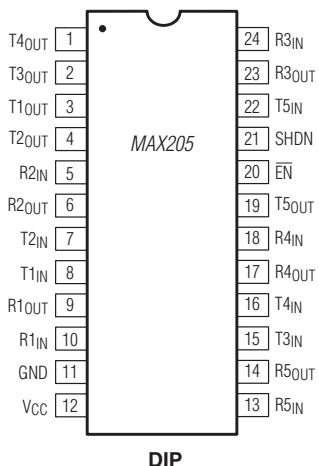 T4OUT 1 24 R3IN
T3OUT 2 23 R3OUT
T1OUT 3 22 T5IN
T2OUT 4 MAX205 21 SHDN
R2IN 5 20 E̅N̅
R2OUT 6 19 T5OUT
T2IN 7 18 R4IN
T1IN 8 17 R4OUT
R1OUT 9 16 T4IN
R1IN 10 15 T3IN
GND 11 14 R5OUT
VCC 12 13 R5IN
DIP